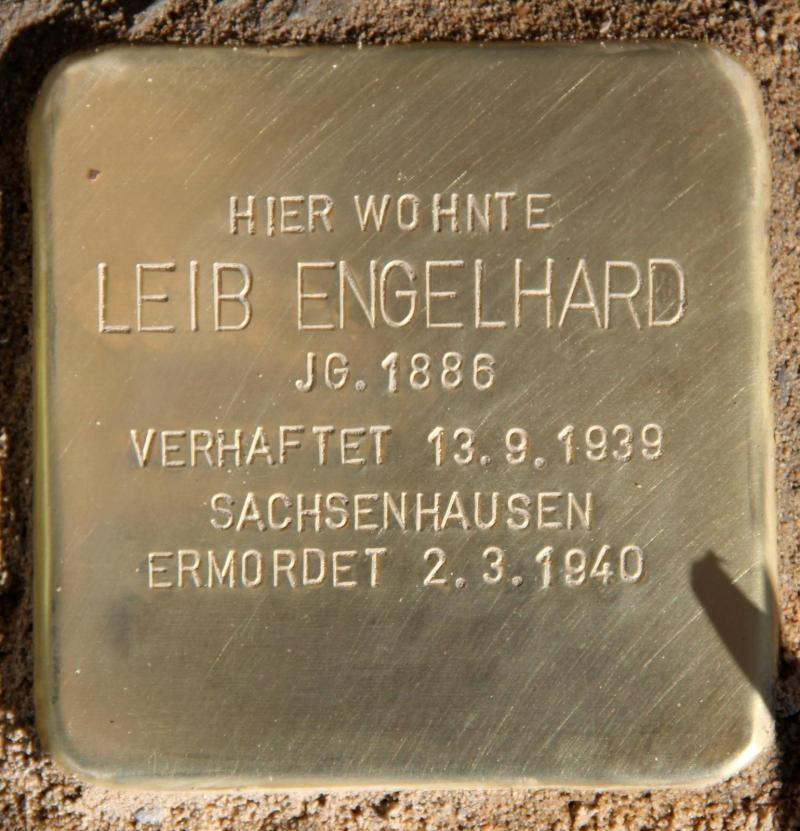 HIER WOHNTE
LEIB ENGELHARD
JG. 1886
VERHAFTET 13.9.1939
SACHSENHAUSEN
ERMORDET 2.3.1940